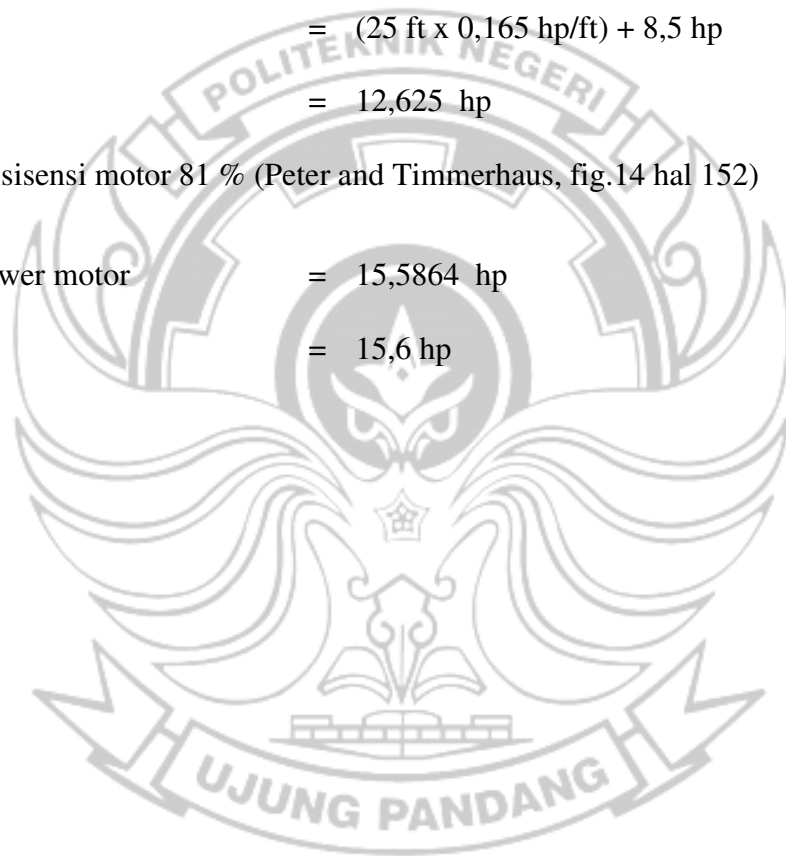 = (25 ft x 0,165 hp/ft) + 8,5 hp
POLITEKNIK NEGERI
= 12,625 hp
sisensi motor 81 % (Peter and Timmerhaus, fig.14 hal 152)
wer motor = 15,5864 hp
= 15,6 hp
UJUNG PANDANG